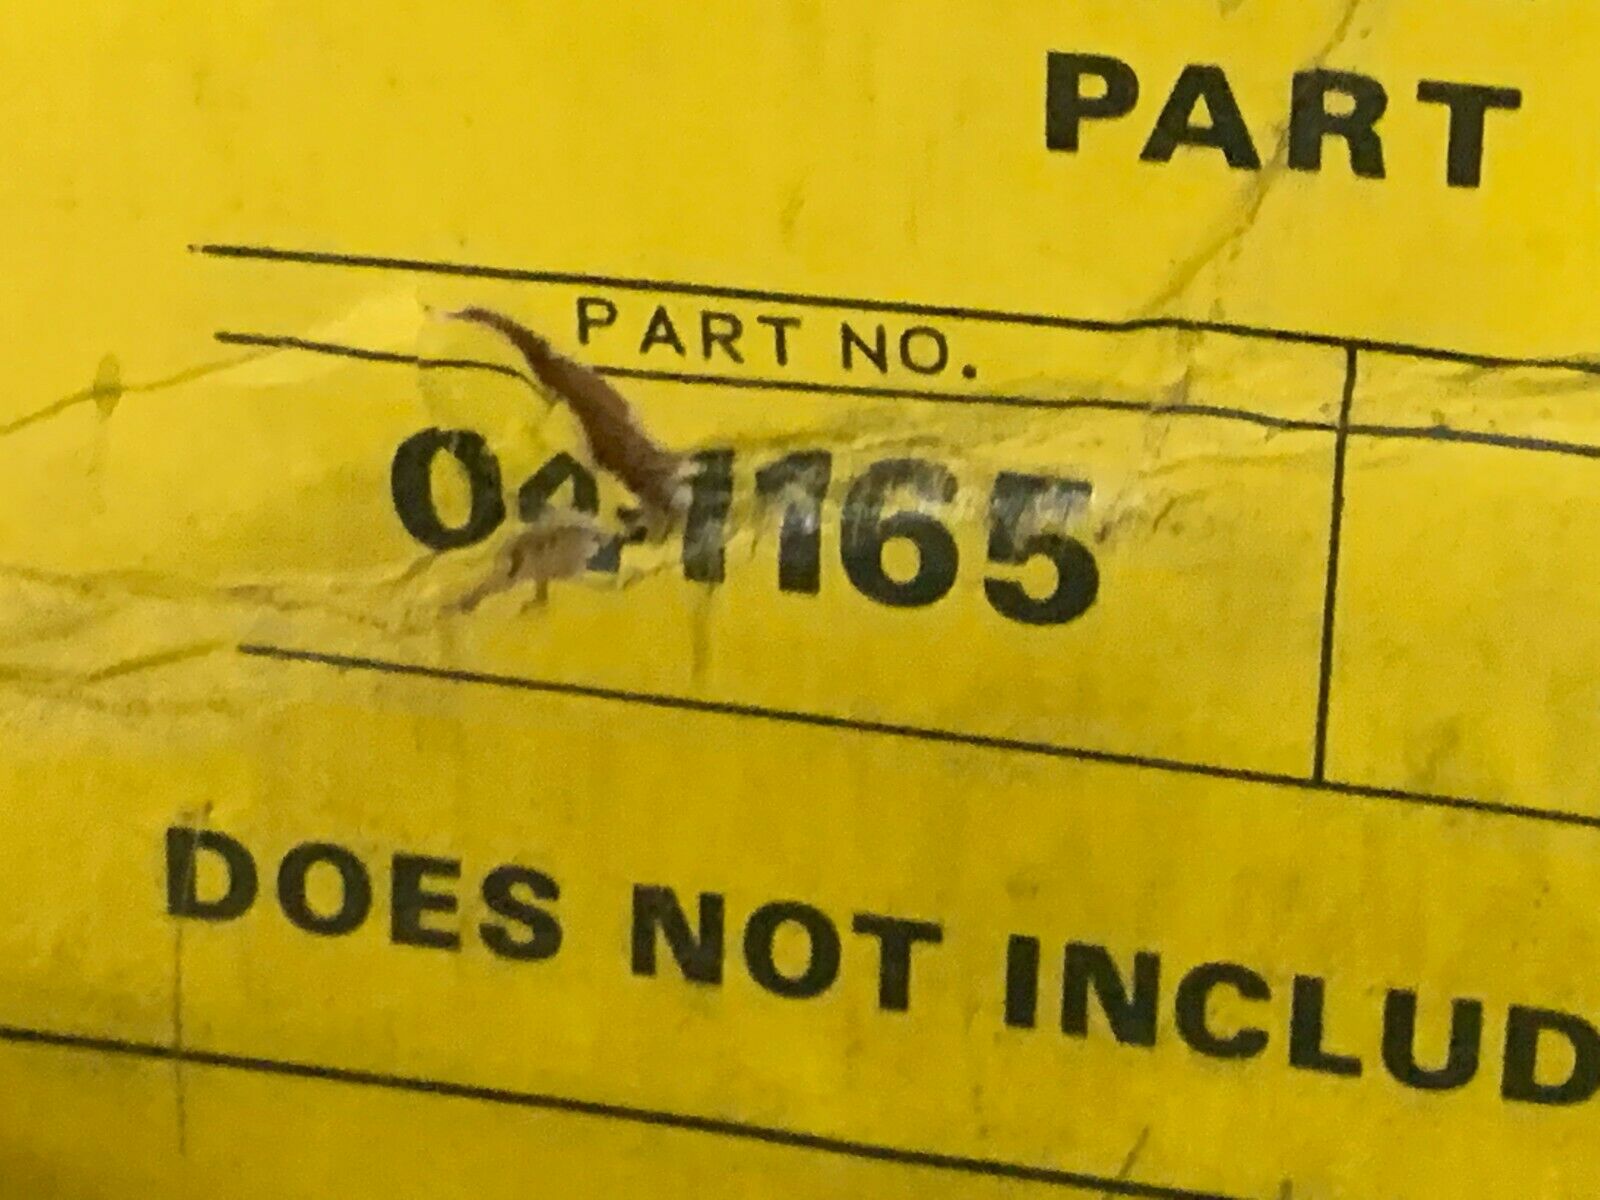 PART
PART NO.
DOES NOT INCLUD